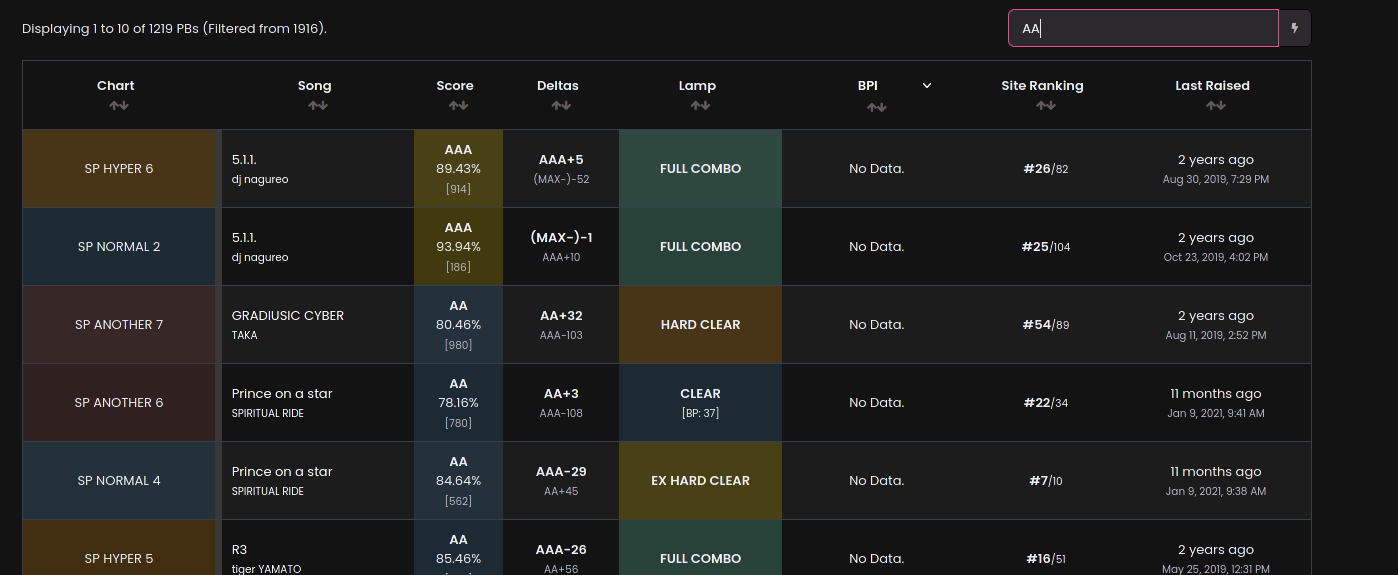 Displaying 1 to 10 of 1219 PBs (Filtered from 1916).
AA
Chart Song Score Deltas Lamp BPI Site Ranking Last Raised
SP HYPER 6
5.1.1.
dj nagureo
AAA
89.43%
[914]
AAA+5
(MAX-)-52
FULL COMBO
No Data.
#26/82
2 years ago
Aug 30, 2019, 7:29 PM
SP NORMAL 2
5.1.1.
dj nagureo
AAA
93.94%
[186]
(MAX-)-1
AAA+10
FULL COMBO
No Data.
#25/104
2 years ago
Oct 23, 2019, 4:02 PM
SP ANOTHER 7
GRADIUSIC CYBER
TAKA
AA
80.46%
[980]
AA+32
AAA-103
HARD CLEAR
No Data.
#54/89
2 years ago
Aug 11, 2019, 2:52 PM
SP ANOTHER 6
Prince on a star
SPIRITUAL RIDE
AA
78.16%
[780]
AA+3
AAA-108
CLEAR
[BP: 37]
No Data.
#22/34
11 months ago
Jan 9, 2021, 9:41 AM
SP NORMAL 4
Prince on a star
SPIRITUAL RIDE
AA
84.64%
[562]
AAA-29
AA+45
EX HARD CLEAR
No Data.
#7/10
11 months ago
Jan 9, 2021, 9:38 AM
SP HYPER 5
R3
tiger YAMATO
AA
85.46%
AAA-26
AA+56
FULL COMBO
No Data.
#16/51
2 years ago
May 25, 2019, 12:31 PM